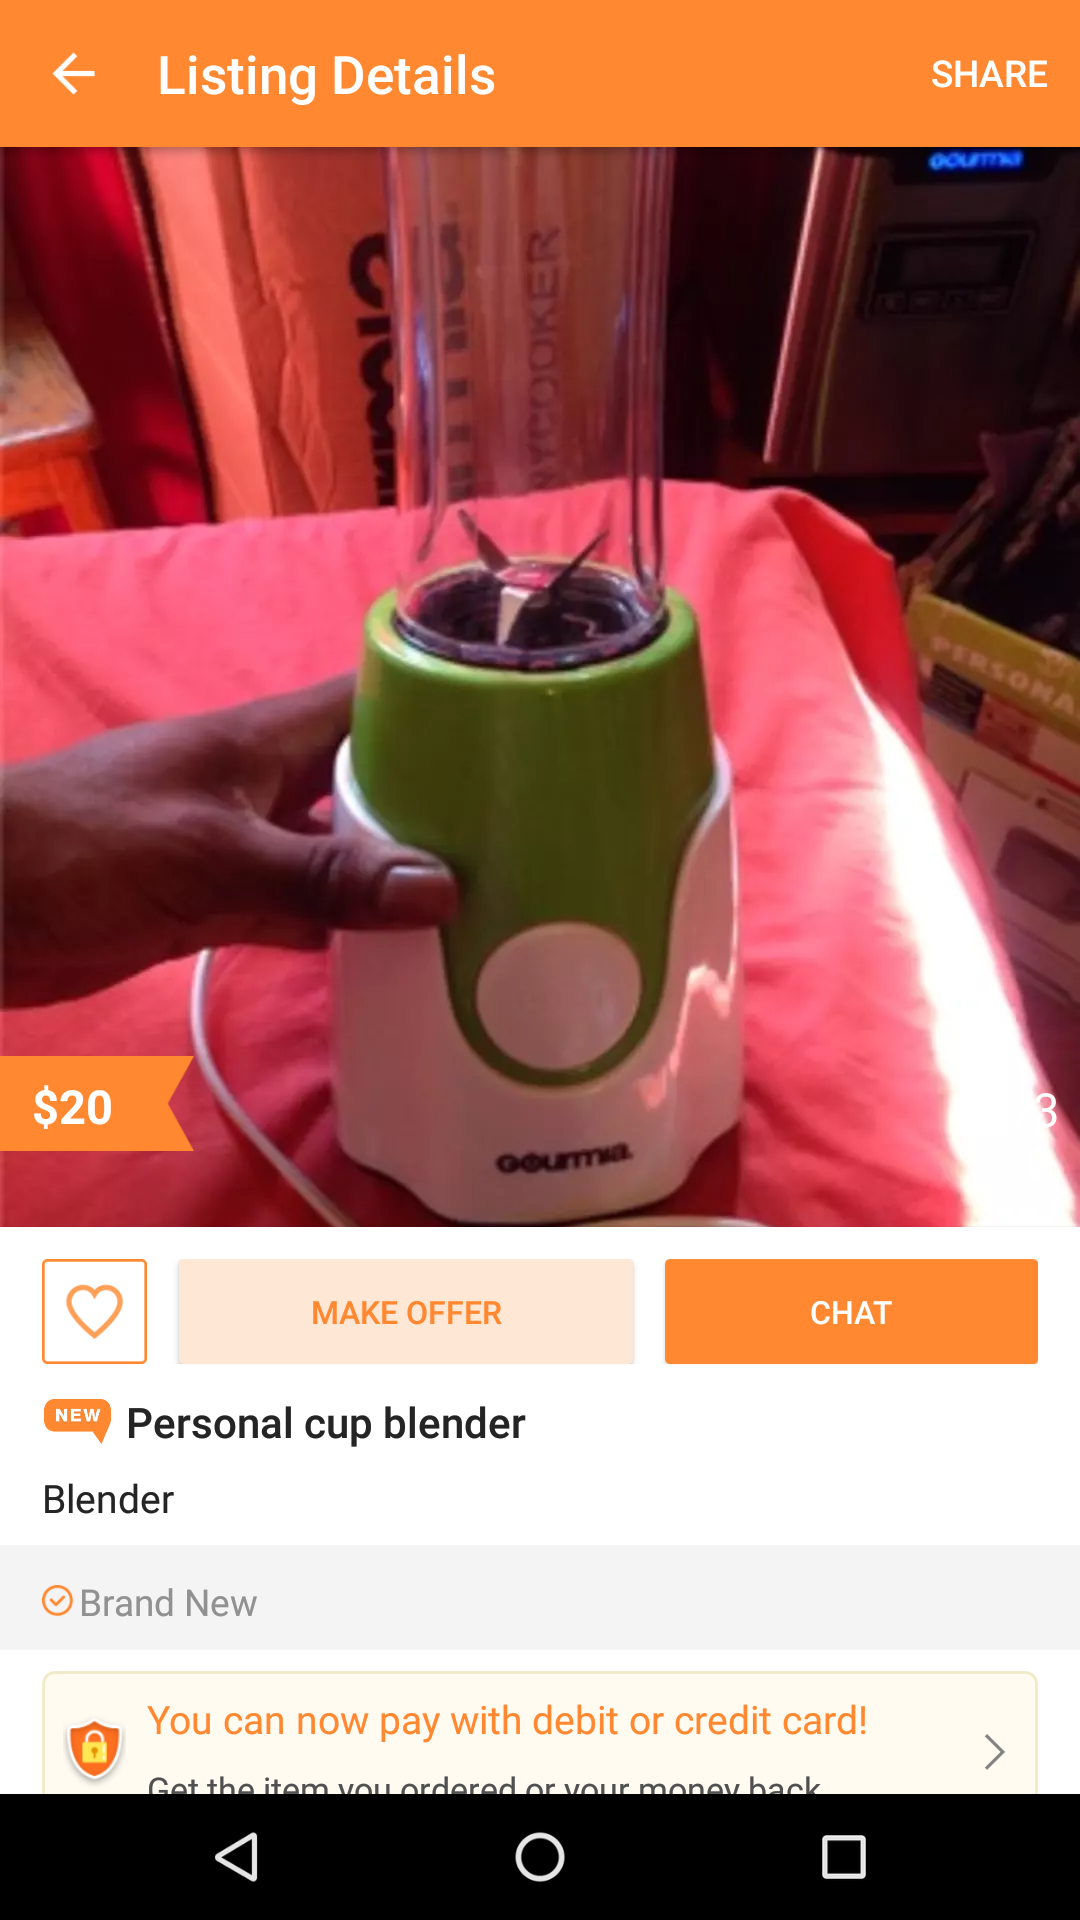 Listing Details
SHARE
gourmia
NYCOOKER
PERSONA
$20
3
Gourmia
MAKE OFFER
CHAT
NEW
Personal cup blender
Blender
Brand New
You can now pay with debit or credit card!
Get the item you ordered or your money back